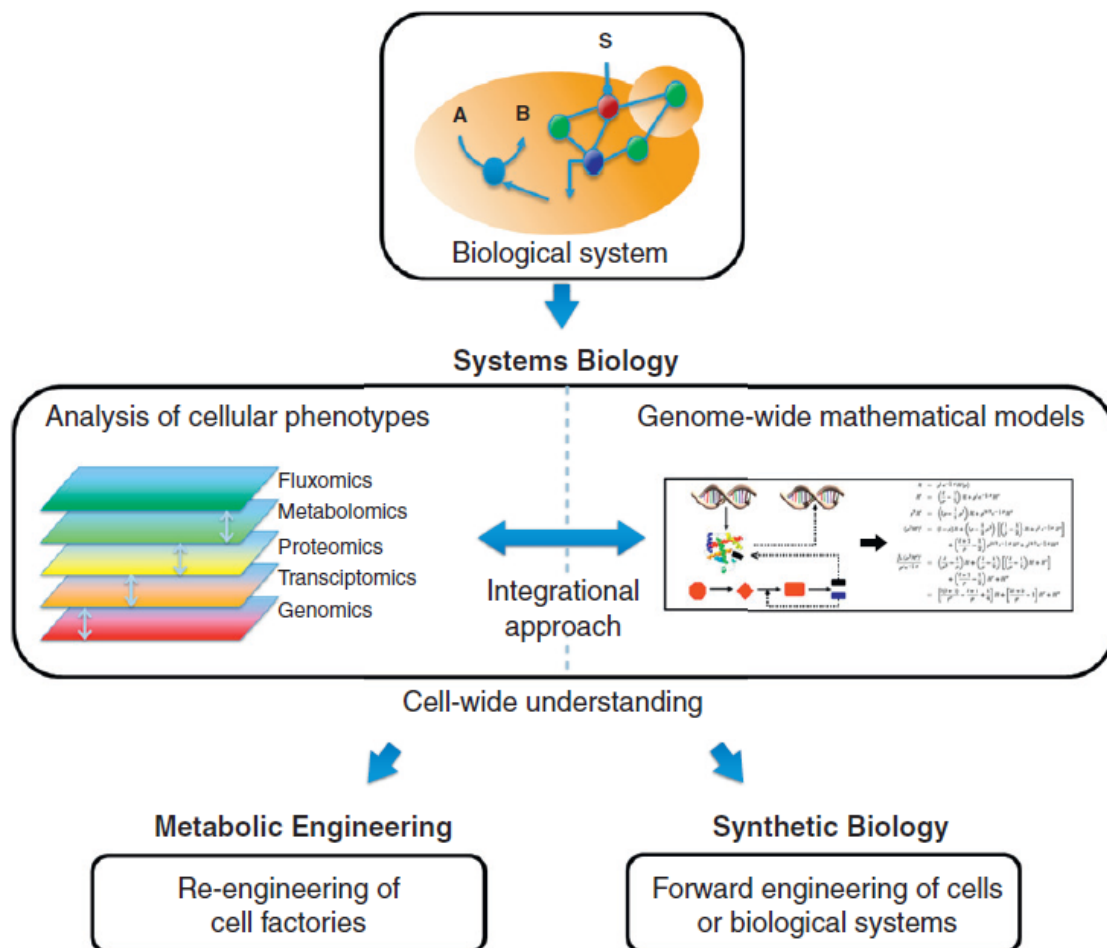 S
A
B
Biological system
Systems Biology
Analysis of cellular phenotypes
Fluxomics
Metabolomics
Proteomics
Transciptomics
Genomics
Integrational
approach
Genome-wide mathematical models
Cell-wide understanding
Metabolic Engineering
Re-engineering of
cell factories
Synthetic Biology
Forward engineering of cells
or biological systems